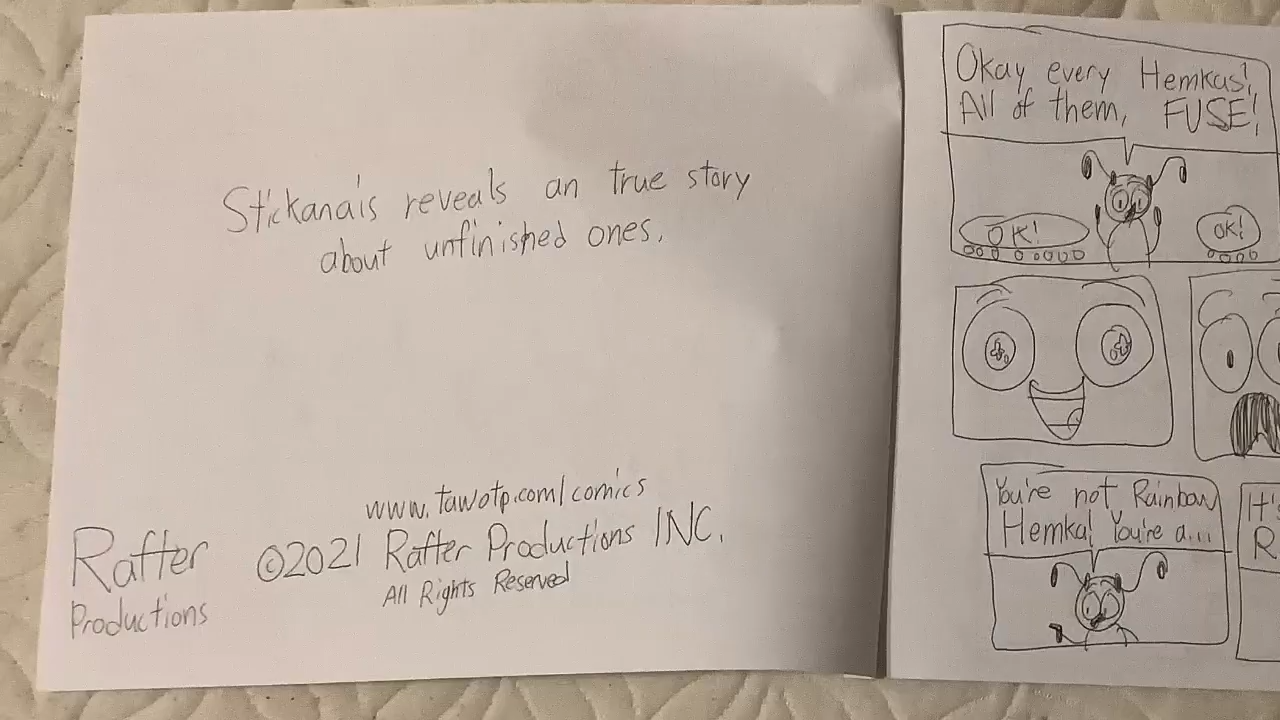 Stickanais reveals an true story
about unfinished ones.
www.tawotp.com/comics
Rafter
Productions
©2021 Rafter Productions INC.
All Rights Reserved
Okay every Hemkas!
All of them, FUSE!
OK!
OK!
You're not Rainbow
Hemka! You're a...
It's
R